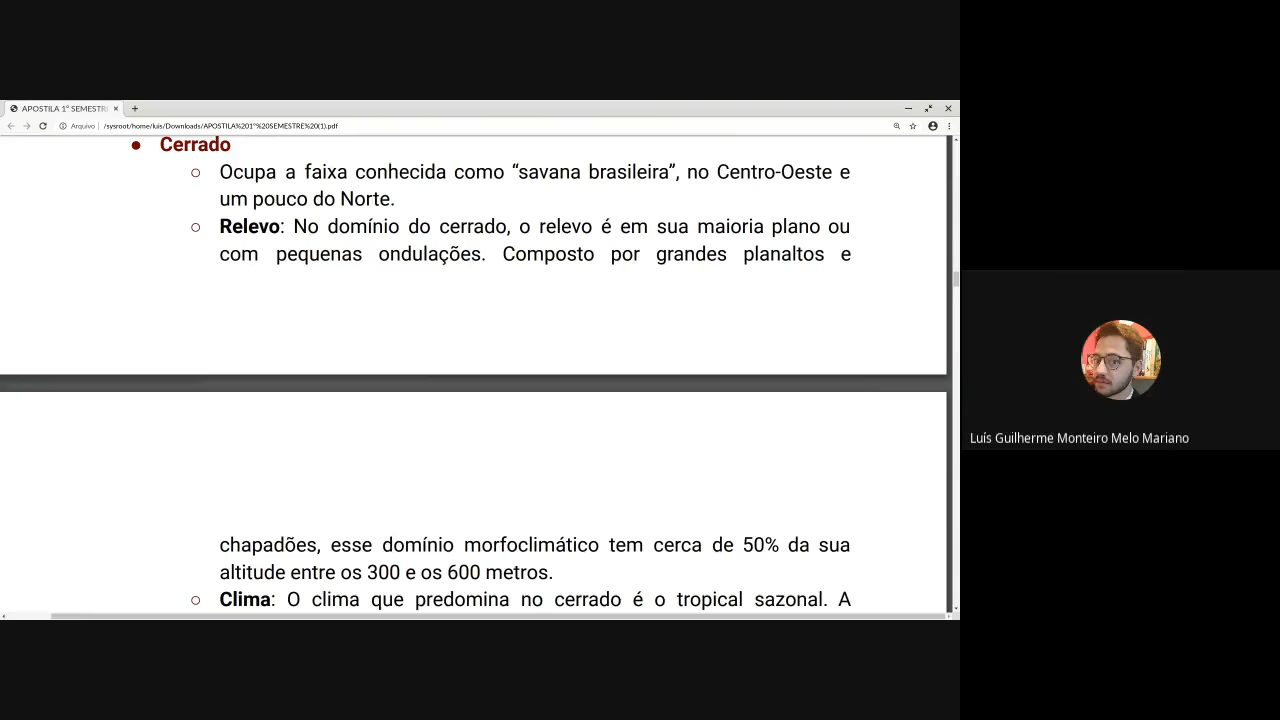 APOSTILA 1º SEMESTR
Arquivo /sysroot/home/luis/Downloads/APOSTILA%201°%20SEMESTRE%20(1).pdf
Cerrado
Ocupa a faixa conhecida como “savana brasileira”, no Centro-Oeste e
um pouco do Norte.
Relevo: No domínio do cerrado, o relevo é em sua maioria plano ou
com pequenas ondulações. Composto por grandes planaltos e
chapadões, esse domínio morfoclimático tem cerca de 50% da sua
altitude entre os 300 e os 600 metros.
Clima: O clima que predomina no cerrado é o tropical sazonal. A
Luís Guilherme Monteiro Melo Mariano